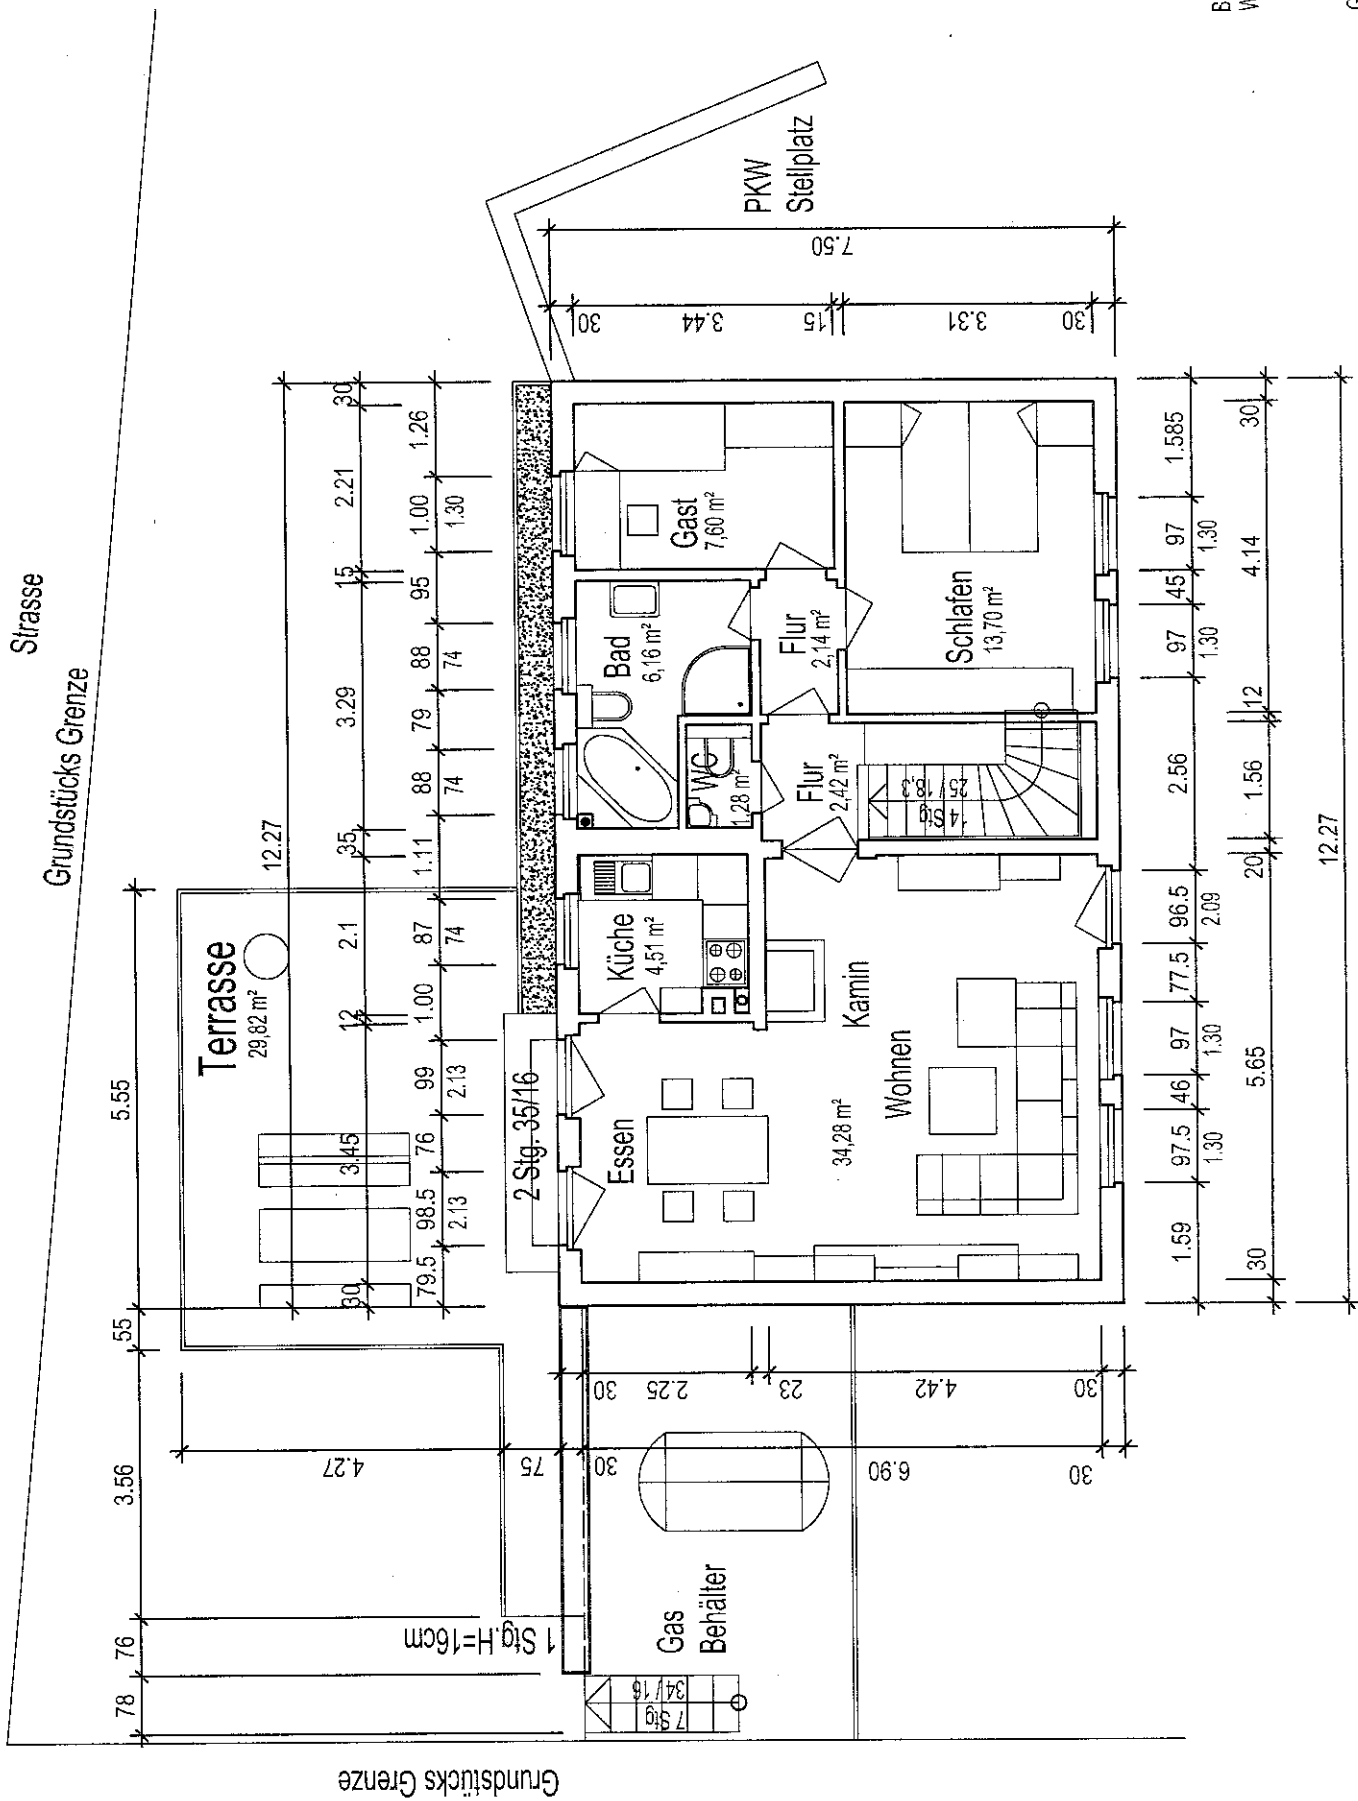 Strasse
Grundstücks Grenze
Grundstücks Grenze
B
W
G
PKW
Stellplatz
Terrasse
29,82 m²
2 Stg. 35/16
1 Stg.H=16cm
7 Stg
34 / 16
Gas
Behälter
Essen
Küche
4,51 m²
Kamin
Wohnen
34,28 m²
Bad
6,16 m²
WC
1,28 m²
Flur
2,42 m²
Flur
2,14 m²
14 Stg
25 / 18,3
Gast
7,60 m²
Schlafen
13,70 m²
78
76
3.56
55
5.55
12.27
30
3.45
12
2.1
35
3.29
15
2.21
30
79.5
98.5
2.13
76
99
2.13
1.00
87
74
1.11
88
74
79
88
74
95
1.00
1.30
1.26
7.50
30
3.44
15
3.31
30
4.27
75
30
6.90
30
30
2.25
23
4.42
30
1.59
97.5
1.30
46
97
1.30
77.5
96.5
2.09
2.56
97
1.30
45
97
1.30
1.585
30
5.65
20
1.56
12
4.14
30
12.27